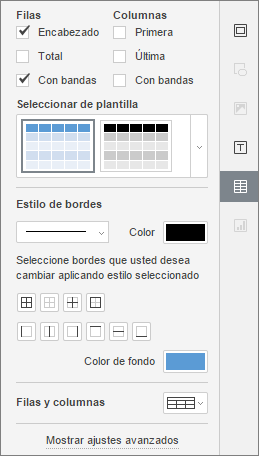 Filas Columnas
Encabezado Primera
Total Última
Con bandas Con bandas
Seleccionar de plantilla
Estilo de bordes
Color
Seleccione bordes que usted desea
cambiar aplicando estilo seleccionado
Color de fondo
Filas y columnas
Mostrar ajustes avanzados